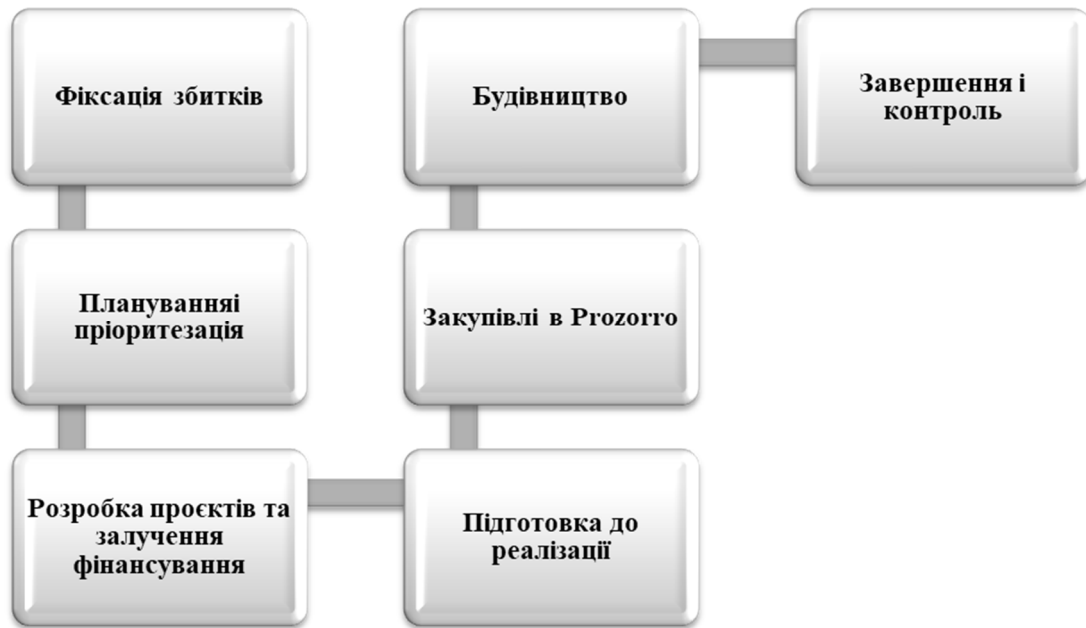 Фіксація збитків
Плануванняі
пріоритезація
Розробка проєктів та
залучення
фінансування
Підготовка до
реалізації
Закупівлі в Prozorro
Будівництво
Завершення і
контроль